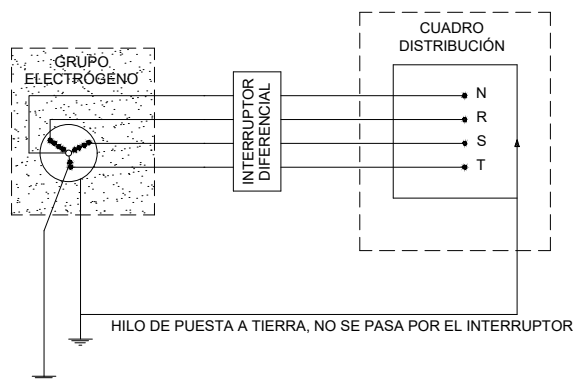 GRUPO
ELECTRÓGENO
INTERRUPTOR
DIFERENCIAL
CUADRO
DISTRIBUCIÓN
N
R
S
T
HILO DE PUESTA A TIERRA, NO SE PASA POR EL INTERRUPTOR